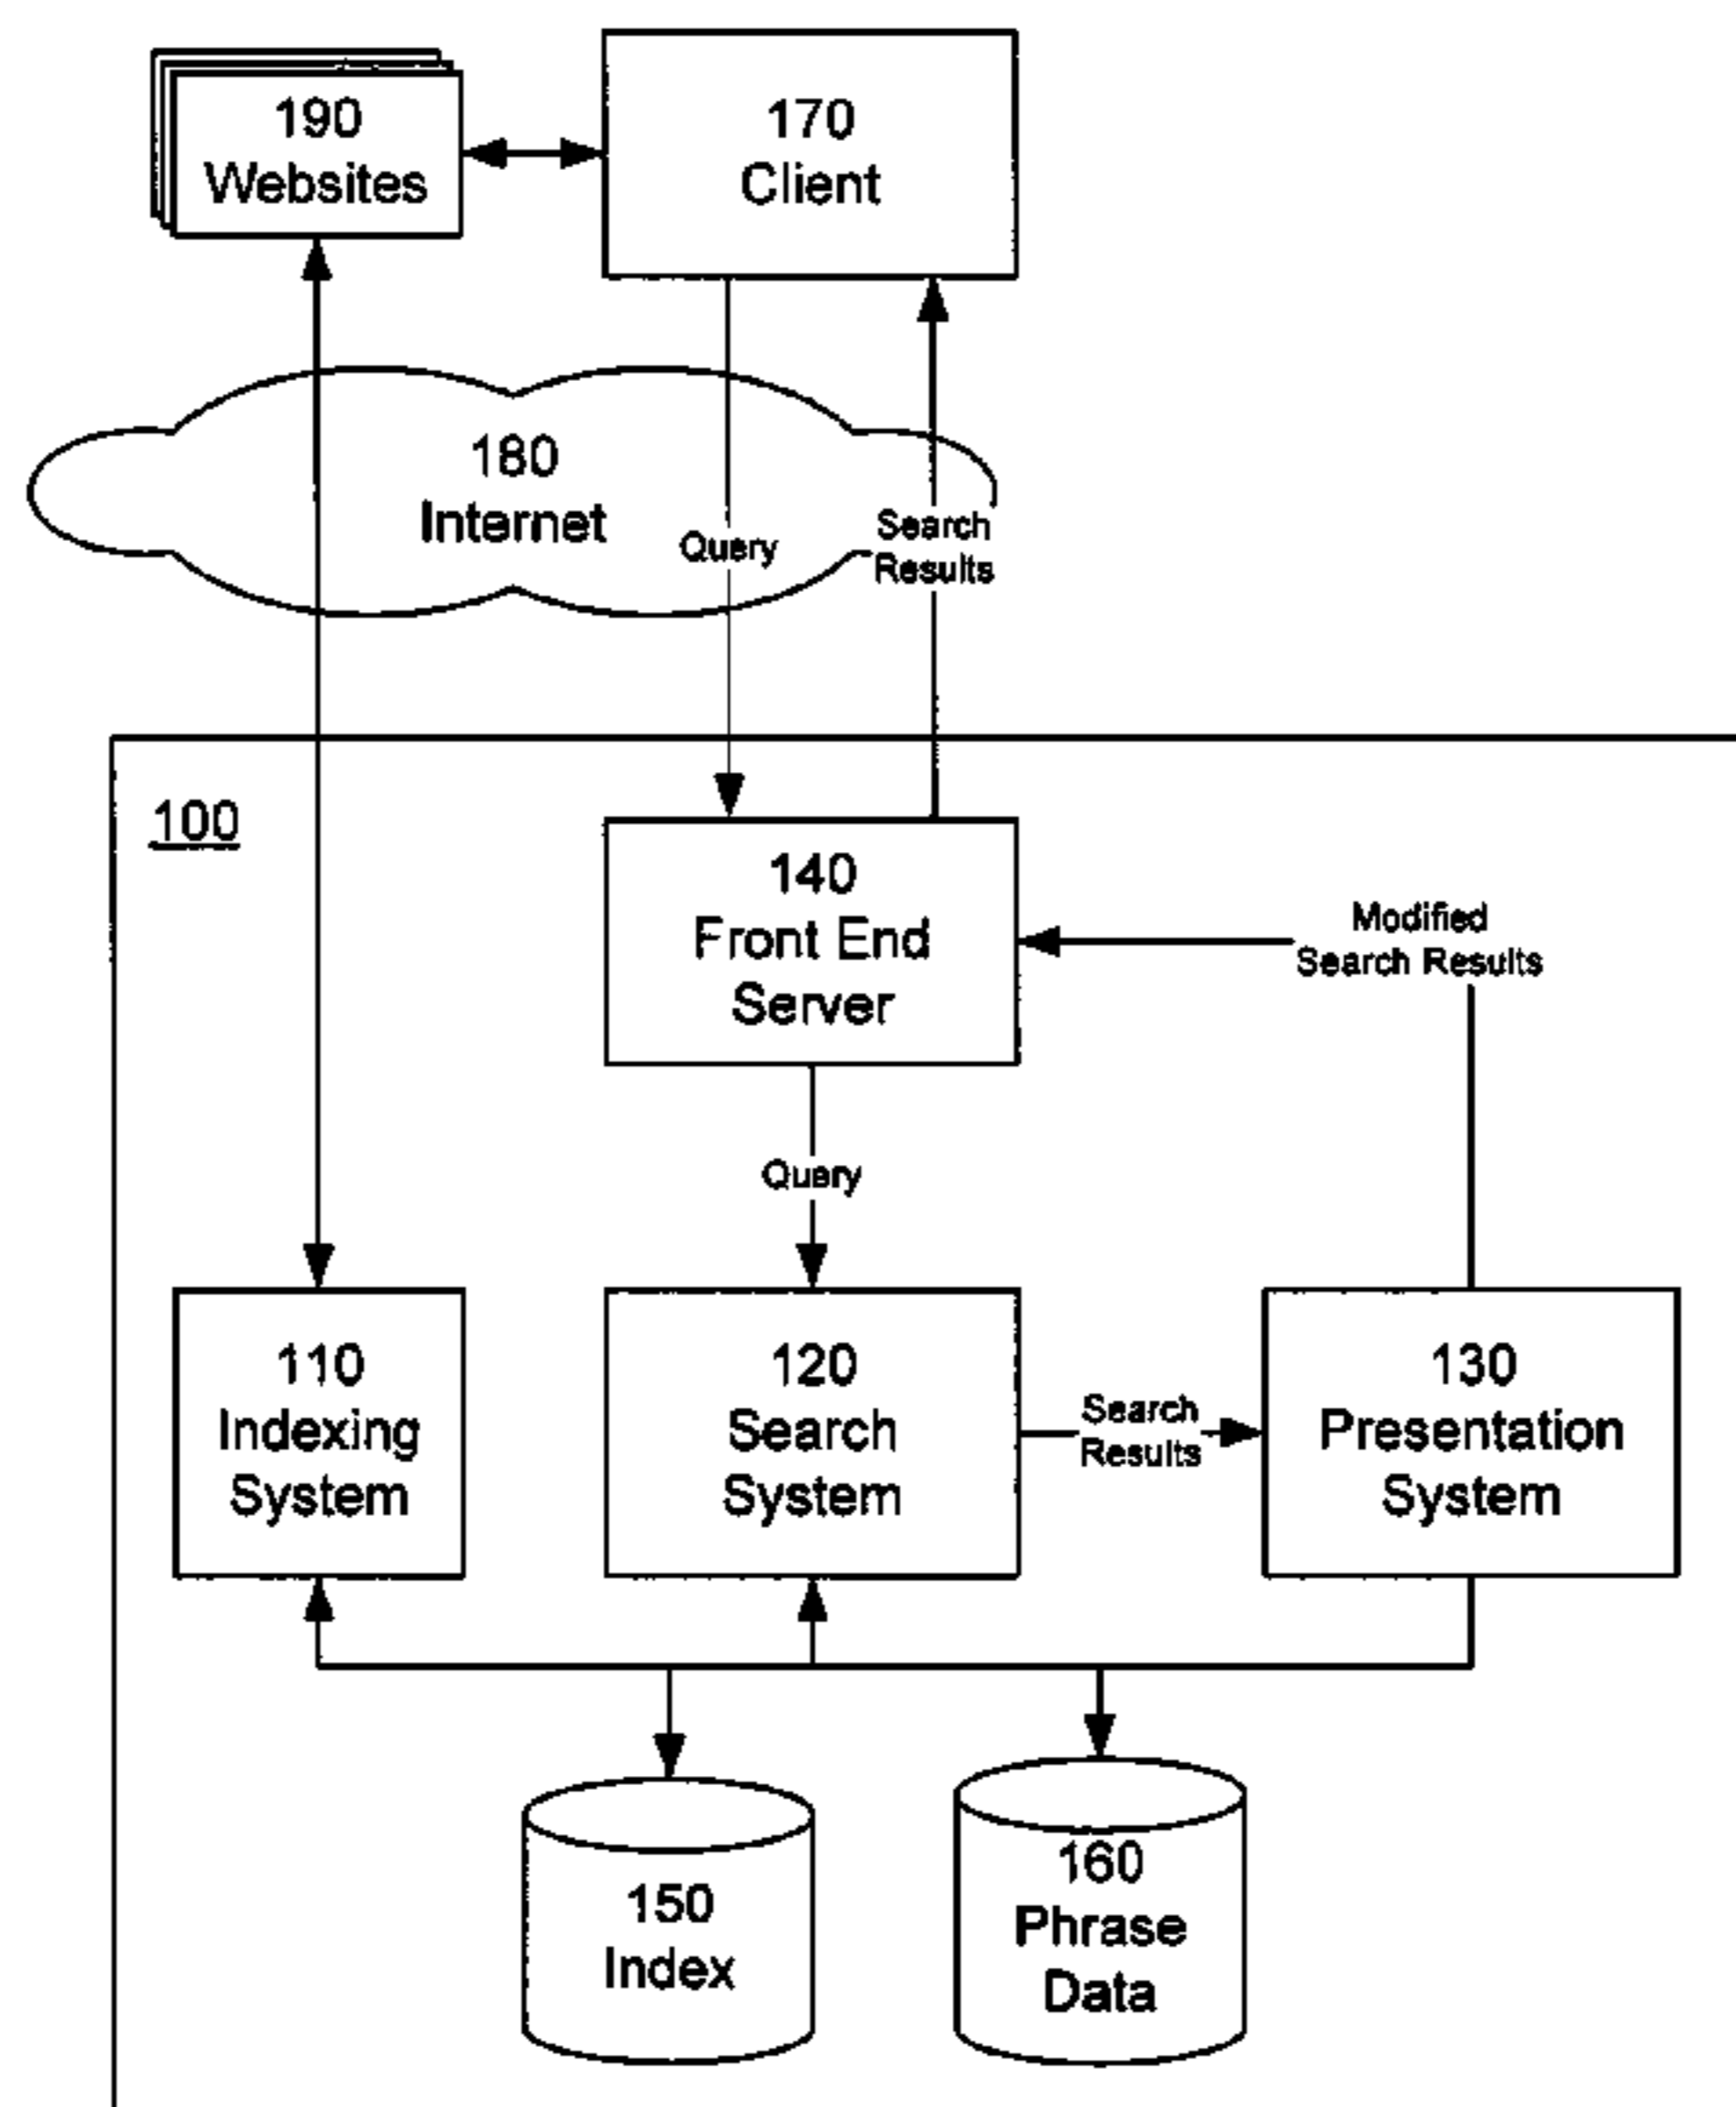 190
Websites
170
Client
180
Internet
Query
Search
Results
100
140
Front End
Server
Modified
Search Results
Query
110
Indexing
System
120
Search
System
Search
Results
130
Presentation
System
150
Index
160
Phrase
Data